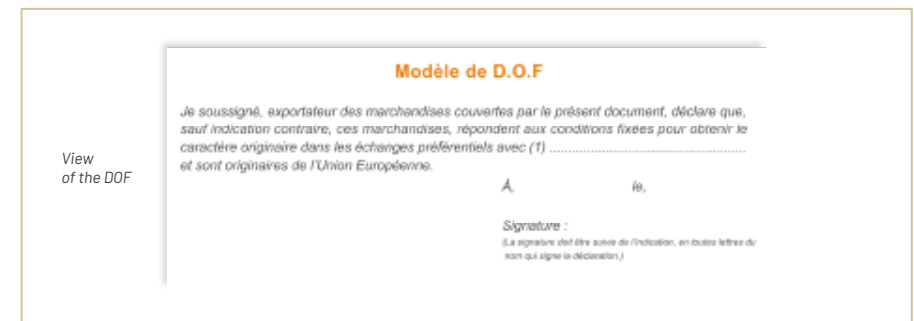 Modèle de D.O.F
Je soussigné, exportateur des marchandises couvertes par le présent document, déclare que,
sauf indication contraire, ces marchandises, répondent aux conditions fixées pour obtenir le
caractère originaire dans les échanges préférentiels avec (1) ......................................................
et sont originaires de l'Union Européenne.
View
of the DOF
À, le,
Signature :
(La signature doit être suivie de l'indication, en toutes lettres du
nom qui signe la déclaration.)